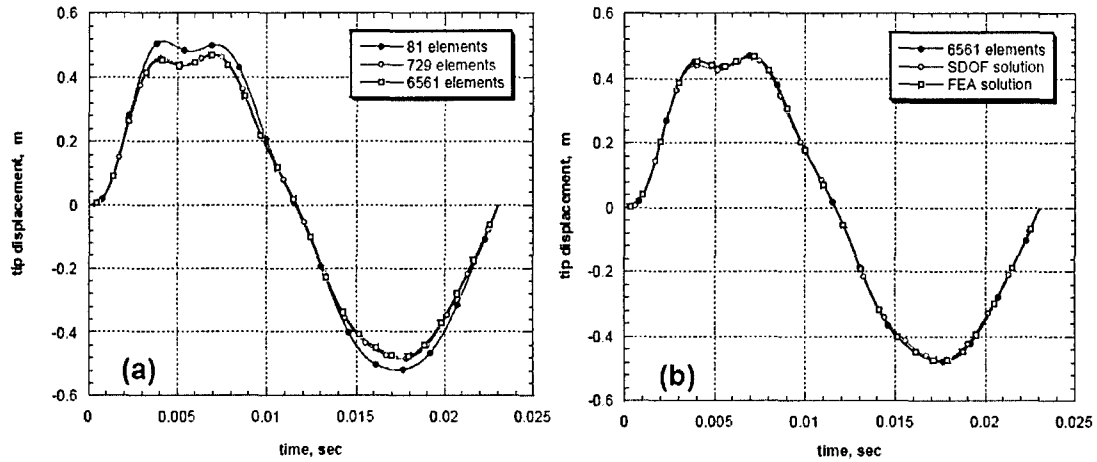 0.6
0.4
0.2
0
-0.2
-0.4
-0.6
tip displacement, m
81 elements
729 elements
6561 elements
(a)
0 0.005 0.01 0.015 0.02 0.025
time, sec
0.6
0.4
0.2
0
-0.2
-0.4
-0.6
tip displacement, m
6561 elements
SDOF solution
FEA solution
(b)
0 0.005 0.01 0.015 0.02 0.025
time, sec